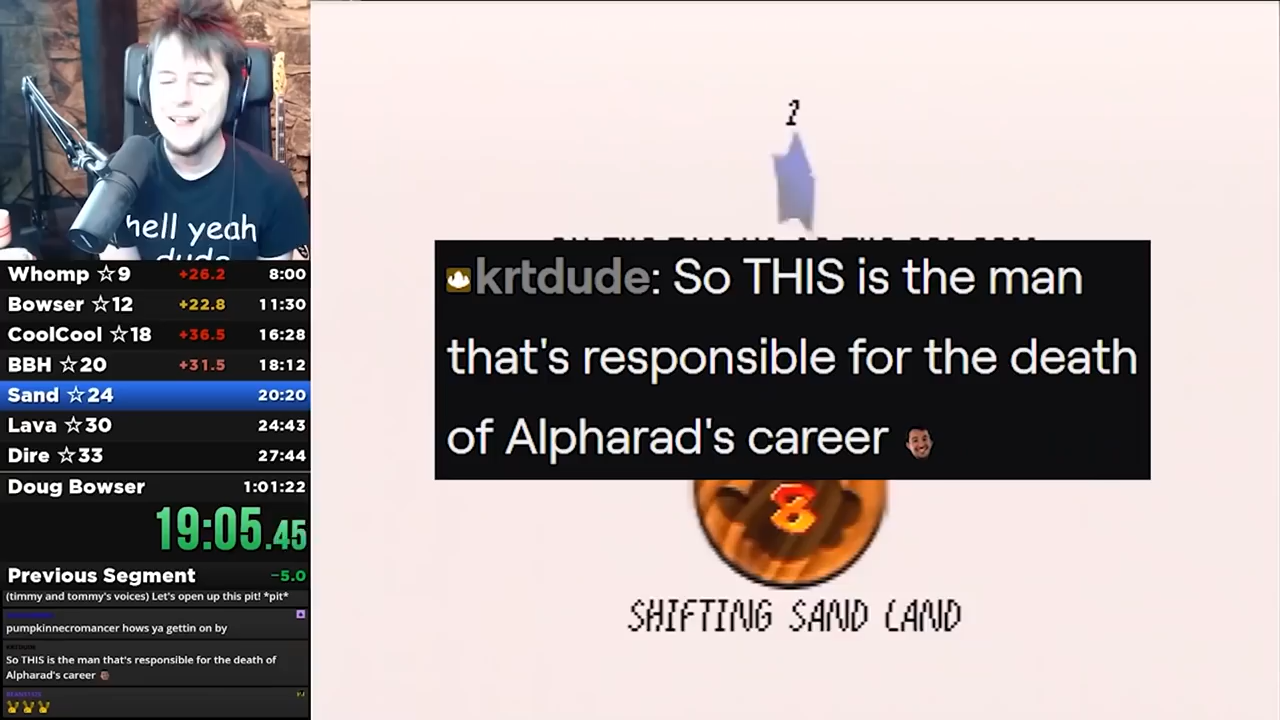 hell yeah
dude
Whomp ☆9 +26.2 8:00
Bowser ☆12 +22.8 11:30
CoolCool ☆18 +36.5 16:28
BBH ☆20 +31.5 18:12
Sand ☆24 20:20
Lava ☆30 24:43
Dire ☆33 27:44
Doug Bowser 1:01:22
19:05.45
Previous Segment -5.0
(timmy and tommy's voices) Let's open up this pit! *pit*
pumpkinnecromancer hows ya gettin on by
KRTDUDE
So THIS is the man that's responsible for the death of
Alpharad's career
2
krtdude: So THIS is the man
that's responsible for the death
of Alpharad's career
8
SHIFTING SAND LAND